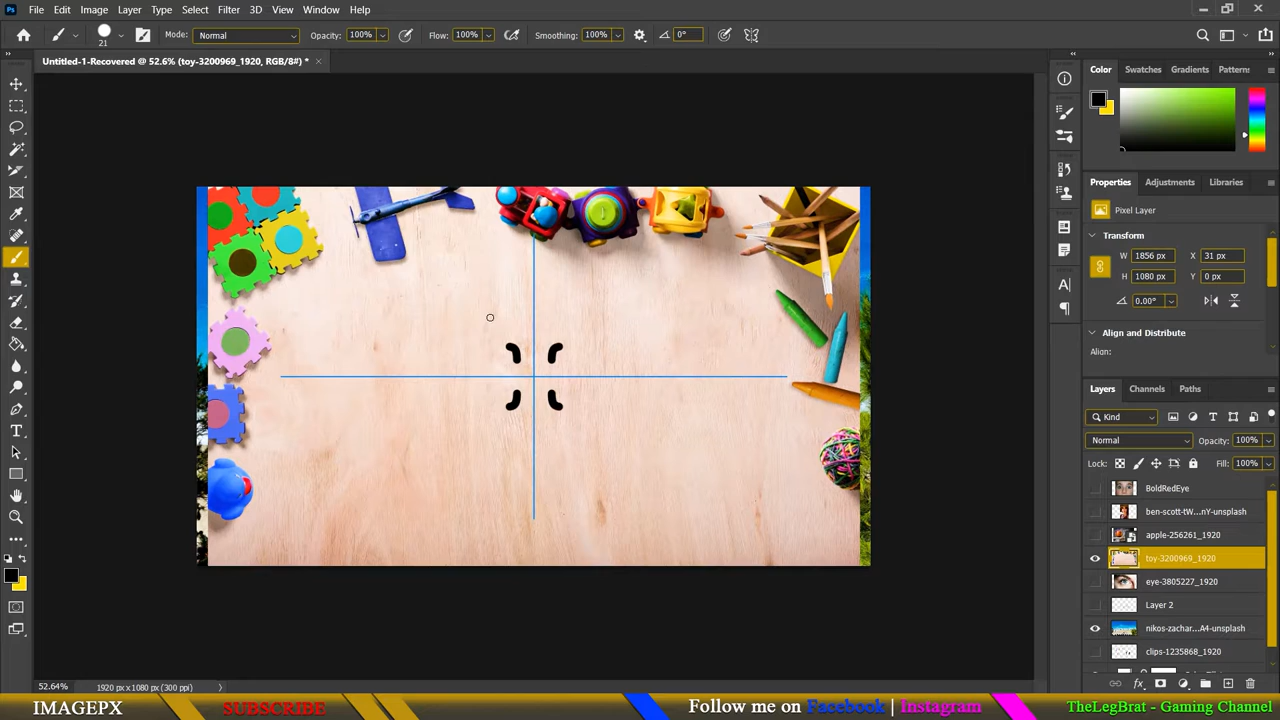 Ps File Edit Image Layer Type Select Filter 3D View Window Help
21 Mode: Normal Opacity: 100% Flow: 100% Smoothing: 100% 0°
Untitled-1-Recovered @ 52.6% (toy-3200969_1920, RGB/8#) * ×
Color Swatches Gradients Patterns
Properties Adjustments Libraries
Pixel Layer
Transform
W 1856 px X 31 px
H 1080 px Y 0 px
0.00°
Align and Distribute
Align:
Layers Channels Paths
Kind
Normal Opacity: 100%
Lock: Fill: 100%
BoldRedEye
ben-scott-tW...nY-unsplash
apple-256261_1920
toy-3200969_1920
eye-3805227_1920
Layer 2
nikos-zachar...A4-unsplash
clips-1235868_1920
52.64% 1920 px x 1080 px (300 ppi)
IMAGEPX SUBSCRIBE Follow me on Facebook | Instagram TheLegBrat - Gaming Channel